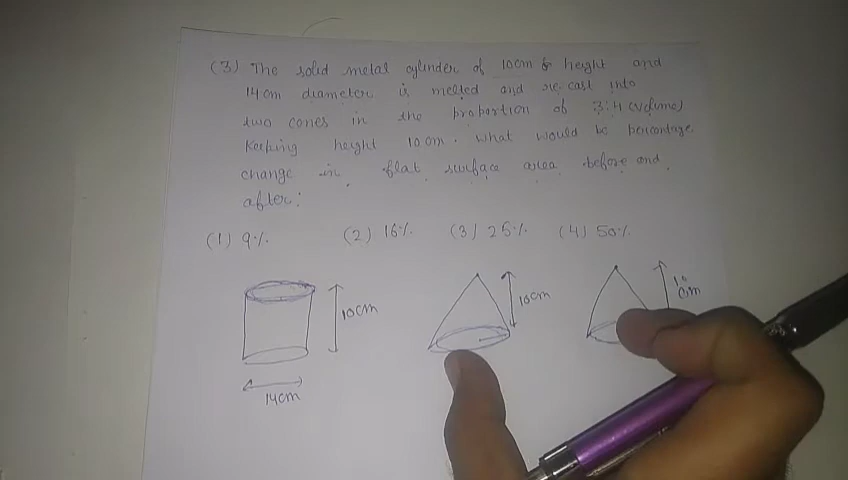 (3) The solid metal cylinder of 10cm height and
14cm diameter is melted and re-cast into
two cones in the proportion of 3:4 (volume)
Keeping height 10cm. What would be percentage
change in flat surface area before and
after:
(1) 9% (2) 16% (3) 25% (4) 50%
10cm 10cm 10 cm
14cm